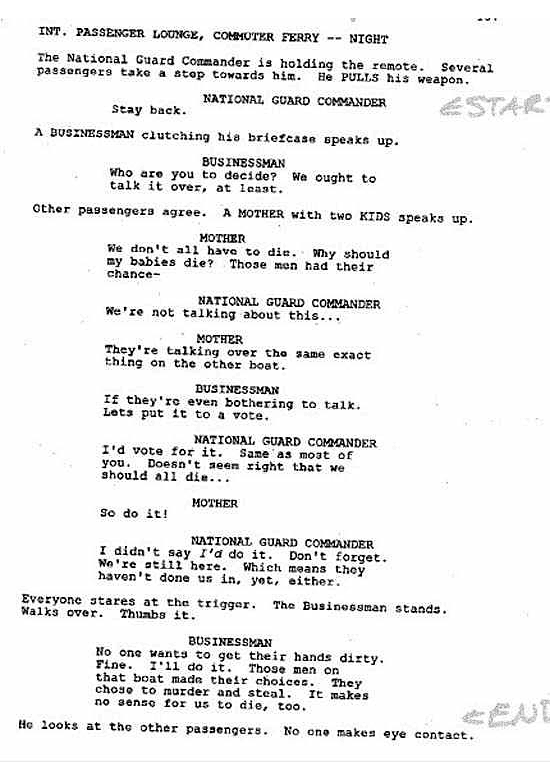 INT. PASSENGER LOUNGE, COMMUTER FERRY -- NIGHT
The National Guard Commander is holding the remote. Several
passengers take a step towards him. He PULLS his weapon.
NATIONAL GUARD COMMANDER
Stay back.
START
A BUSINESSMAN clutching his briefcase speaks up.
BUSINESSMAN
Who are you to decide? We ought to
talk it over, at least.
Other passengers agree. A MOTHER with two KIDS speaks up.
MOTHER
We don't all have to die. Why should
my babies die? Those men had their
chance-
NATIONAL GUARD COMMANDER
We're not talking about this...
MOTHER
They're talking over the same exact
thing on the other boat.
BUSINESSMAN
If they're even bothering to talk.
Lets put it to a vote.
NATIONAL GUARD COMMANDER
I'd vote for it. Same as most of
you. Doesn't seem right that we
should all die...
MOTHER
So do it!
NATIONAL GUARD COMMANDER
I didn't say I'd do it. Don't forget.
We're still here. Which means they
haven't done us in, yet, either.
Everyone stares at the trigger. The Businessman stands.
Walks over. Thumbs it.
BUSINESSMAN
No one wants to get their hands dirty.
Fine. I'll do it. Those men on
that boat made their choices. They
chose to murder and steal. It makes
no sense for us to die, too.
END
He looks at the other passengers. No one makes eye contact.